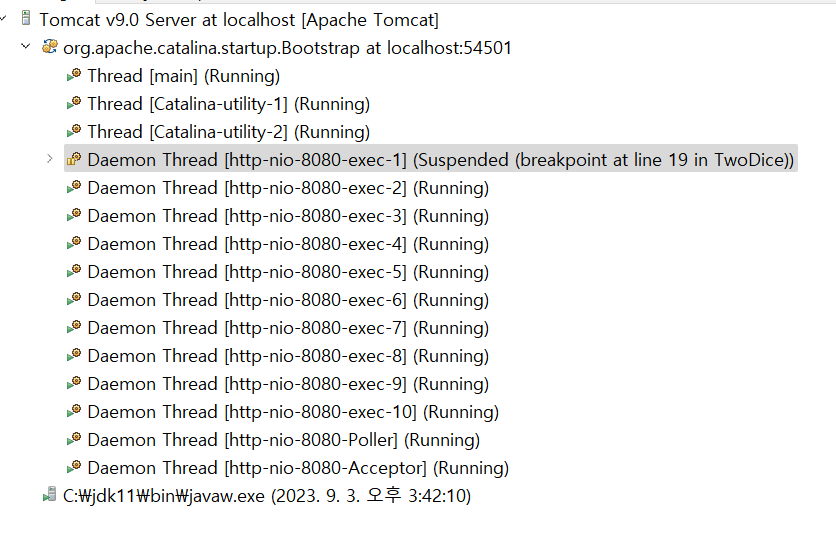 Tomcat v9.0 Server at localhost [Apache Tomcat]
org.apache.catalina.startup.Bootstrap at localhost:54501
Thread [main] (Running)
Thread [Catalina-utility-1] (Running)
Thread [Catalina-utility-2] (Running)
Daemon Thread [http-nio-8080-exec-1] (Suspended (breakpoint at line 19 in TwoDice))
Daemon Thread [http-nio-8080-exec-2] (Running)
Daemon Thread [http-nio-8080-exec-3] (Running)
Daemon Thread [http-nio-8080-exec-4] (Running)
Daemon Thread [http-nio-8080-exec-5] (Running)
Daemon Thread [http-nio-8080-exec-6] (Running)
Daemon Thread [http-nio-8080-exec-7] (Running)
Daemon Thread [http-nio-8080-exec-8] (Running)
Daemon Thread [http-nio-8080-exec-9] (Running)
Daemon Thread [http-nio-8080-exec-10] (Running)
Daemon Thread [http-nio-8080-Poller] (Running)
Daemon Thread [http-nio-8080-Acceptor] (Running)
C:₩jdk11₩bin₩javaw.exe (2023. 9. 3. 오후 3:42:10)